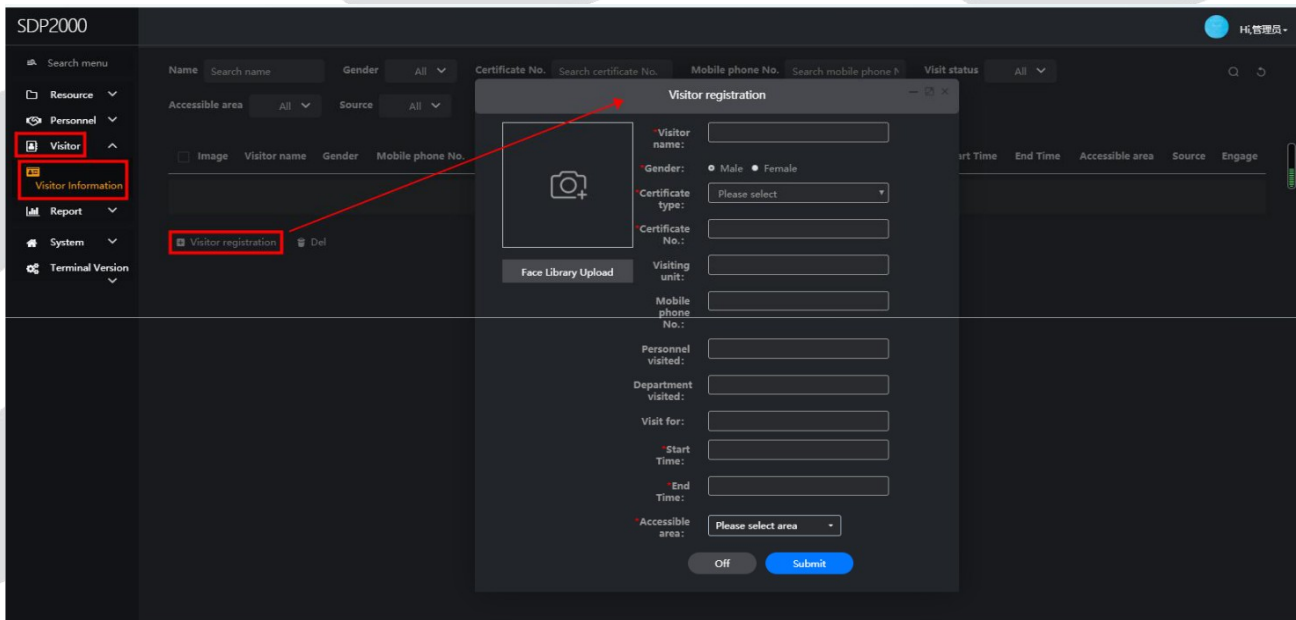 SDP2000
Hi,管理员
Search menu
Resource
Personnel
Visitor
Visitor Information
Report
System
Terminal Version
Name Search name Gender All Certificate No. Search certificate No. Mobile phone No. Search mobile phone Visit status All
Accessible area All Source All
Image Visitor name Gender Mobile phone No. Time End Time Accessible area Source Engage
Visitor registration Del
Visitor registration
Face Library Upload
*Visitor
name:
*Gender: Male Female
*Certificate
type: Please select
*Certificate
No.:
Visiting
unit:
Mobile
phone
No.:
Personnel
visited:
Department
visited:
Visit for:
*Start
Time:
*End
Time:
*Accessible
area: Please select area
Off Submit